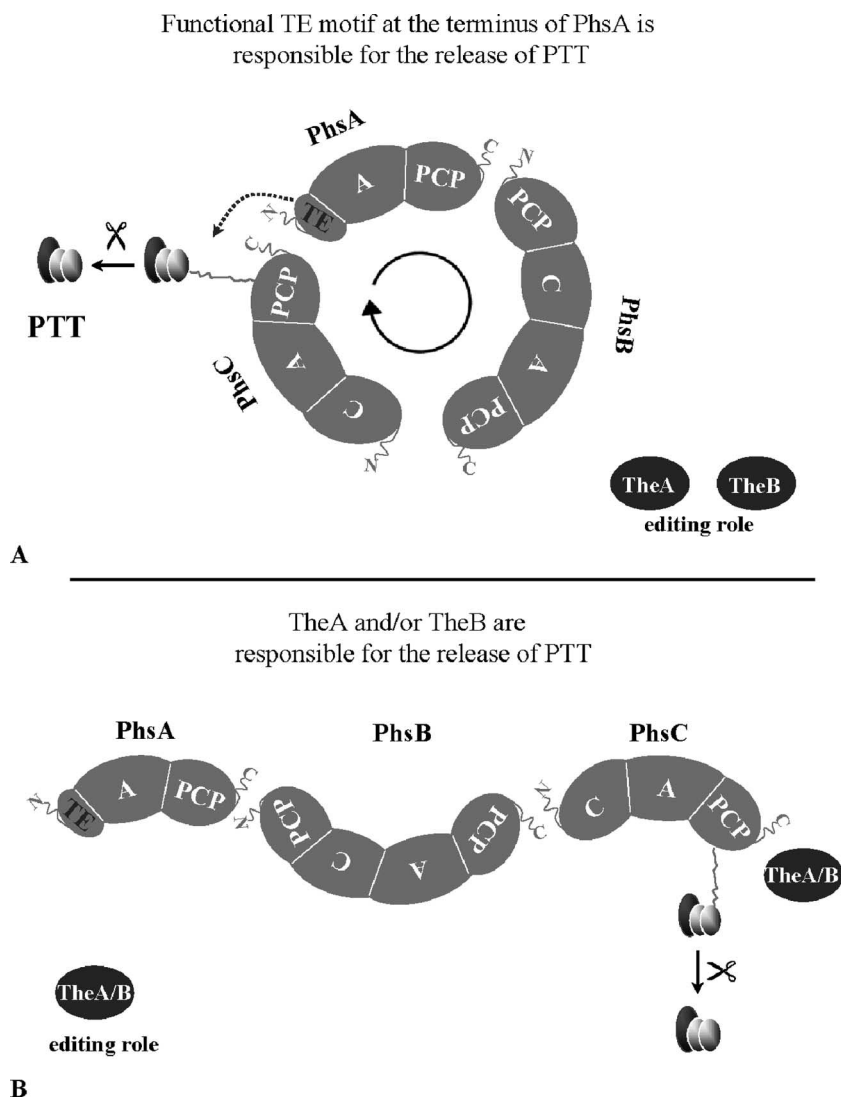 Functional TE motif at the terminus of PhsA is
responsible for the release of PTT
PhsA
N
TE
A
PCP
C
N
PCP
C
A
PCP
C
PhsB
C
PCP
A
C
N
PhsC
PTT
TheA
TheB
editing role
A
TheA and/or TheB are
responsible for the release of PTT
PhsA
PhsB
PhsC
N
TE
A
PCP
C
N
PCP
C
A
PCP
C
N
C
A
PCP
C
TheA/B
TheA/B
editing role
B